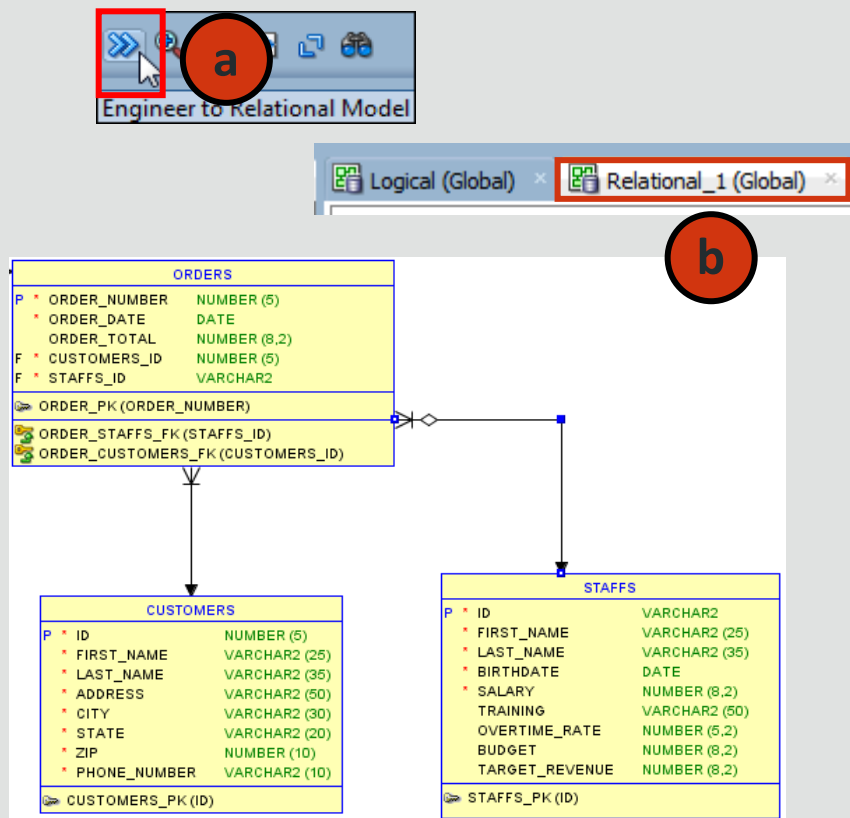 a
Engineer to Relational Model
Logical (Global) Relational_1 (Global)
b
ORDERS
P * ORDER_NUMBER NUMBER (5)
* ORDER_DATE DATE
ORDER_TOTAL NUMBER (8,2)
F * CUSTOMERS_ID NUMBER (5)
F * STAFFS_ID VARCHAR2
ORDER_PK (ORDER_NUMBER)
ORDER_STAFFS_FK (STAFFS_ID)
ORDER_CUSTOMERS_FK (CUSTOMERS_ID)
CUSTOMERS
P * ID NUMBER (5)
* FIRST_NAME VARCHAR2 (25)
* LAST_NAME VARCHAR2 (35)
* ADDRESS VARCHAR2 (50)
* CITY VARCHAR2 (30)
* STATE VARCHAR2 (20)
* ZIP NUMBER (10)
* PHONE_NUMBER VARCHAR2 (10)
CUSTOMERS_PK (ID)
STAFFS
P * ID VARCHAR2
* FIRST_NAME VARCHAR2 (25)
* LAST_NAME VARCHAR2 (35)
* BIRTHDATE DATE
* SALARY NUMBER (8,2)
TRAINING VARCHAR2 (50)
OVERTIME_RATE NUMBER (5,2)
BUDGET NUMBER (8,2)
TARGET_REVENUE NUMBER (8,2)
STAFFS_PK (ID)